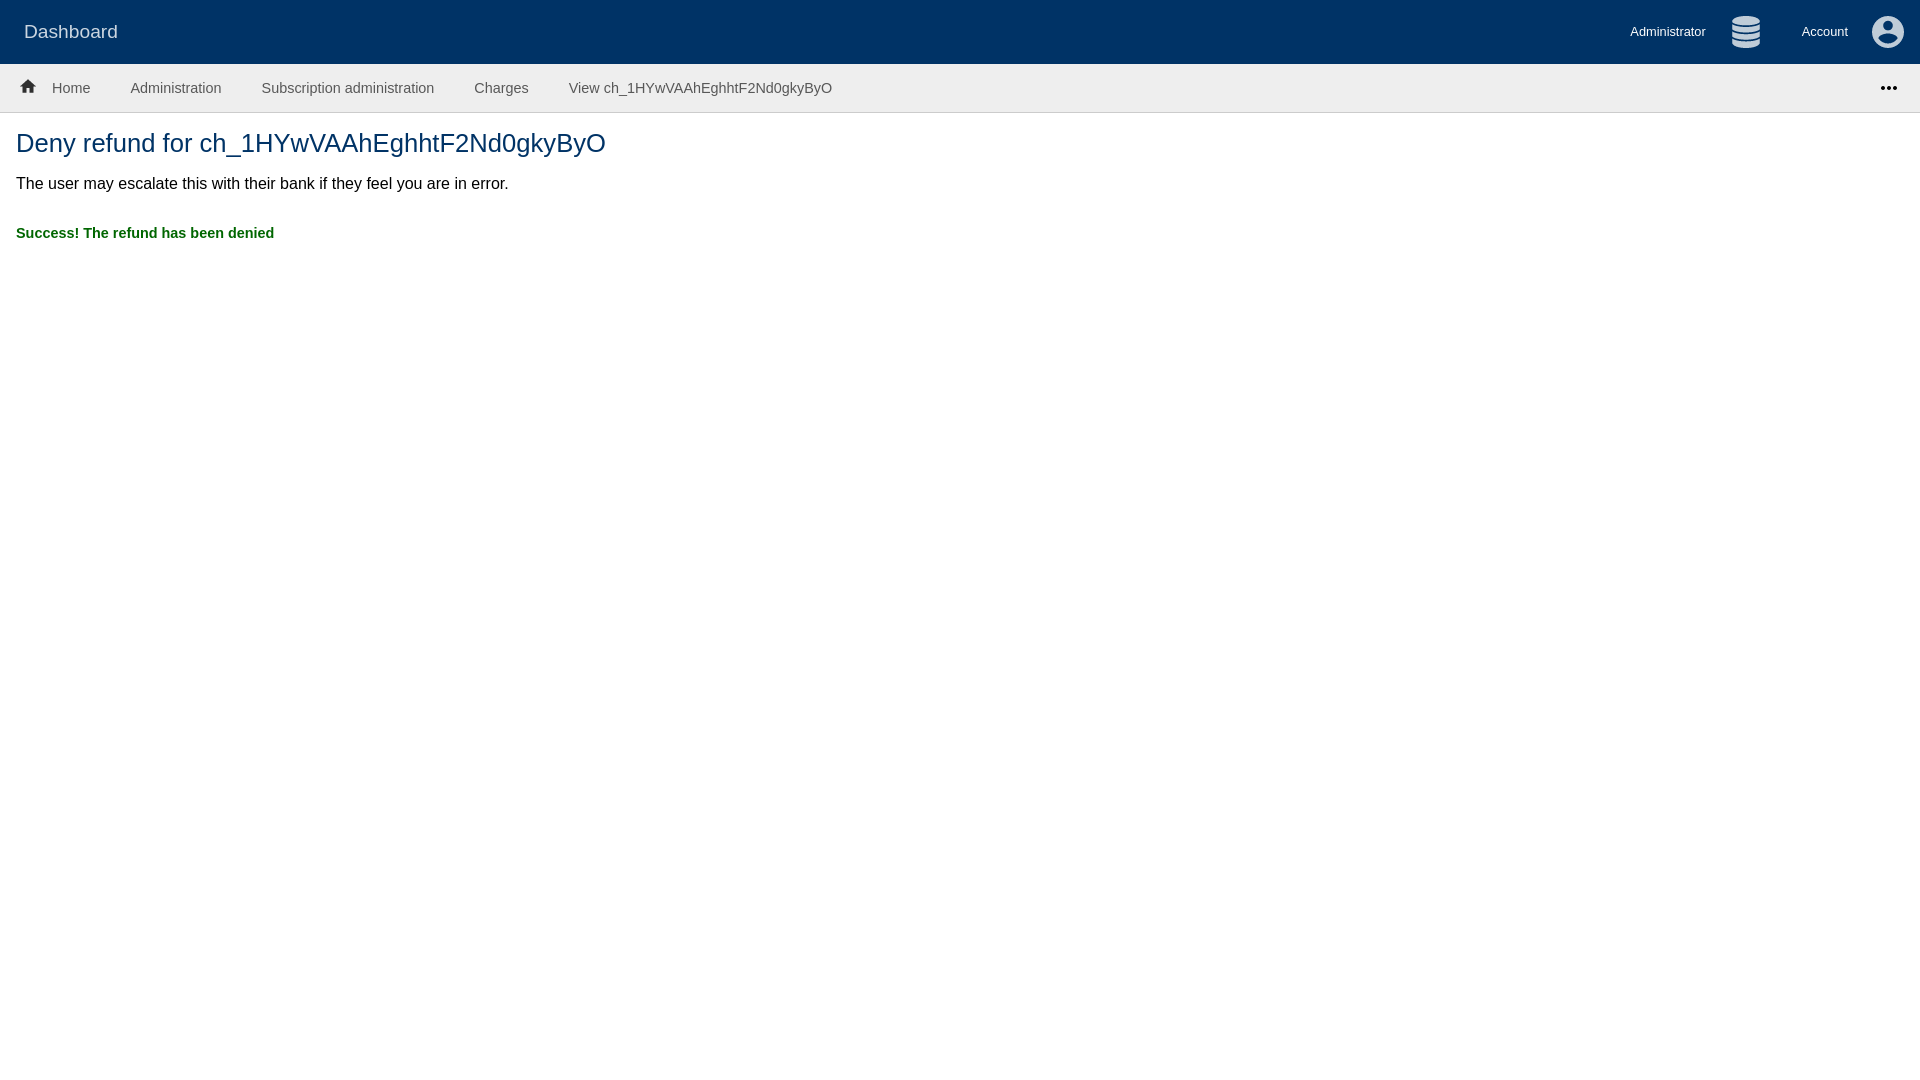 Dashboard
Administrator
Account
Home
Administration
Subscription administration
Charges
View ch_1HYwVAAhEghhtF2Nd0gkyByO
Deny refund for ch_1HYwVAAhEghhtF2Nd0gkyByO
The user may escalate this with their bank if they feel you are in error.
Success! The refund has been denied